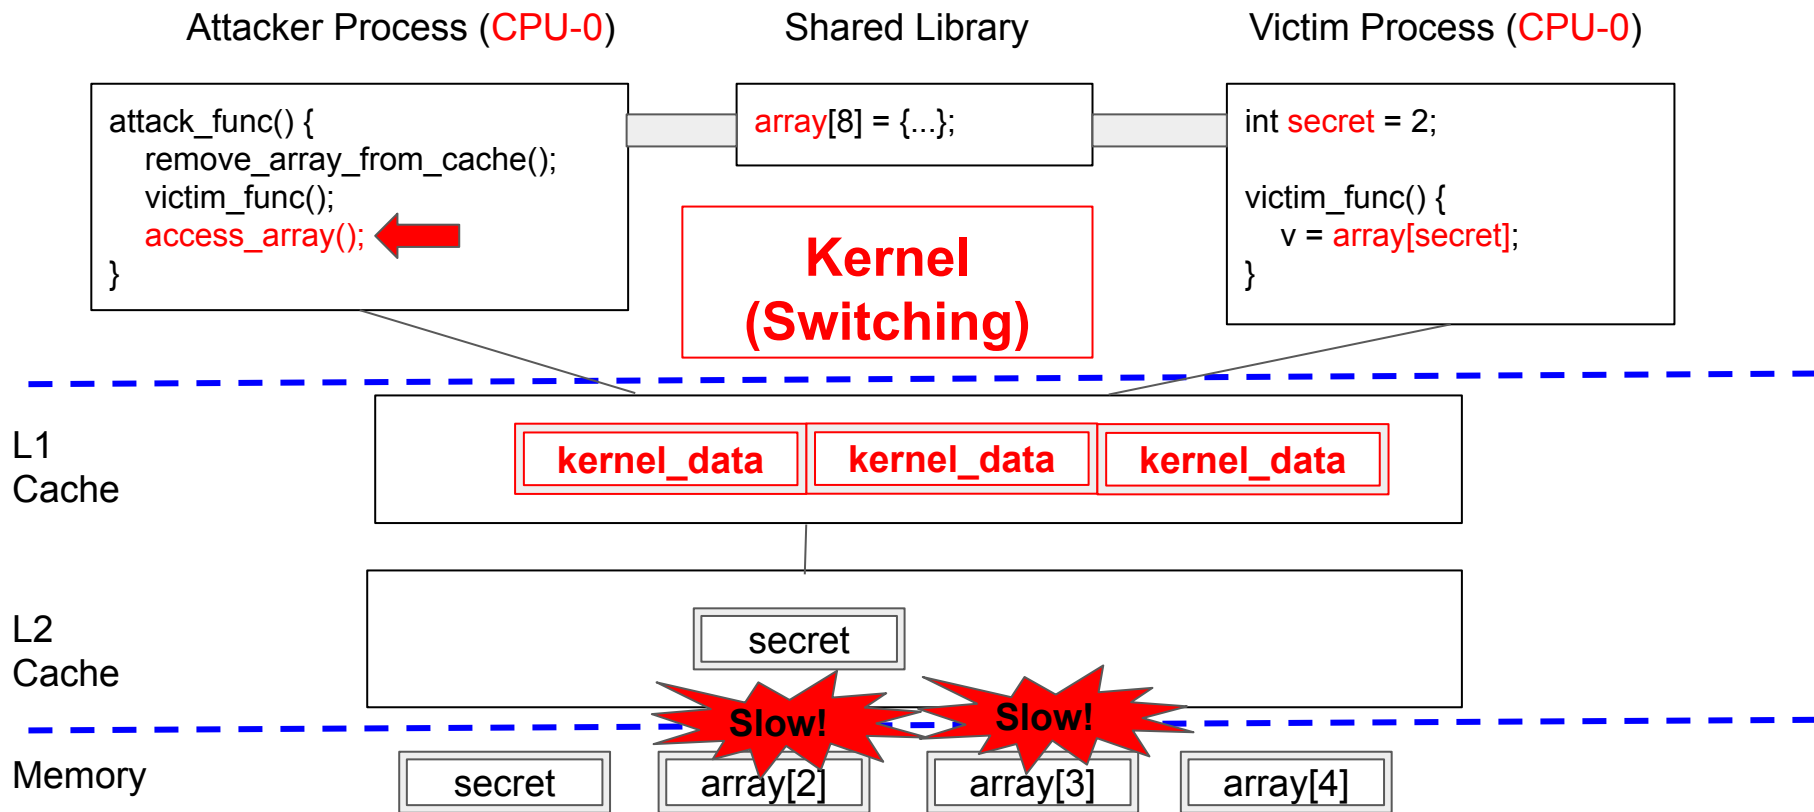 Attacker Process (CPU-0)
Shared Library
Victim Process (CPU-0)
attack_func() {
remove_array_from_cache();
victim_func();
access_array();
}
array[8] = {...};
int secret = 2;
victim_func() {
v = array[secret];
}
Kernel
(Switching)
L1
Cache
kernel_data
kernel_data
kernel_data
L2
Cache
secret
Slow!
Slow!
Memory
secret
array[2]
array[3]
array[4]